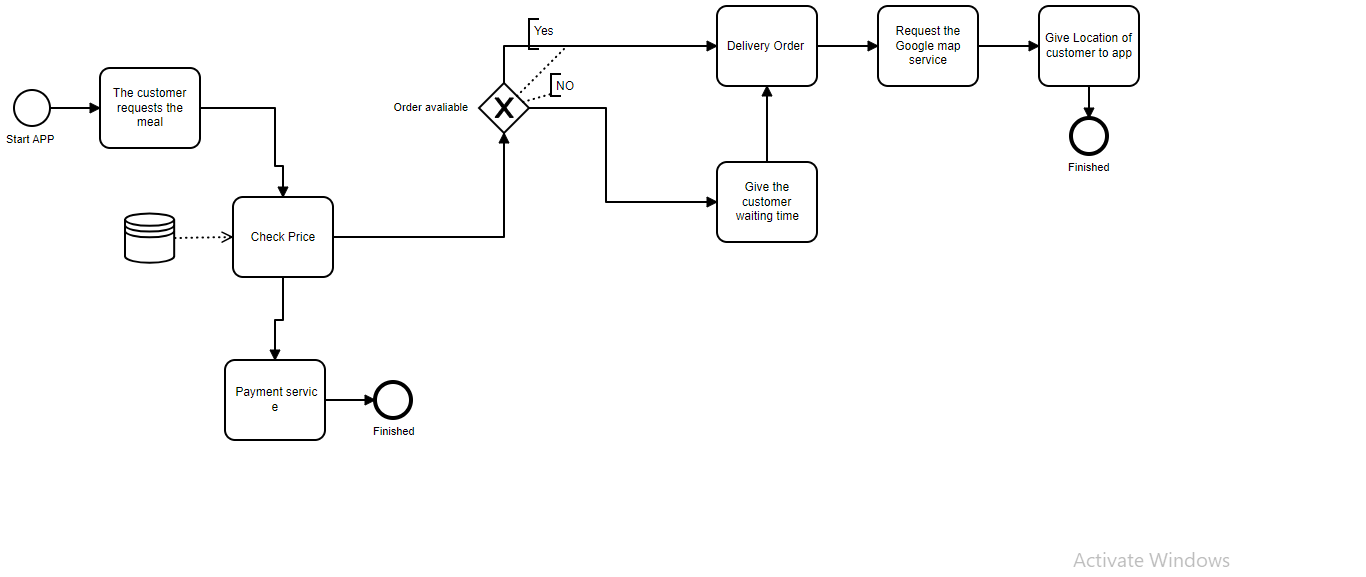 Start APP
The customer
requests the
meal
Check Price
Payment servic
e
Finished
Order avaliable
Yes
NO
Give the
customer
waiting time
Delivery Order
Request the
Google map
service
Give Location of
customer to app
Finished
Activate Windows